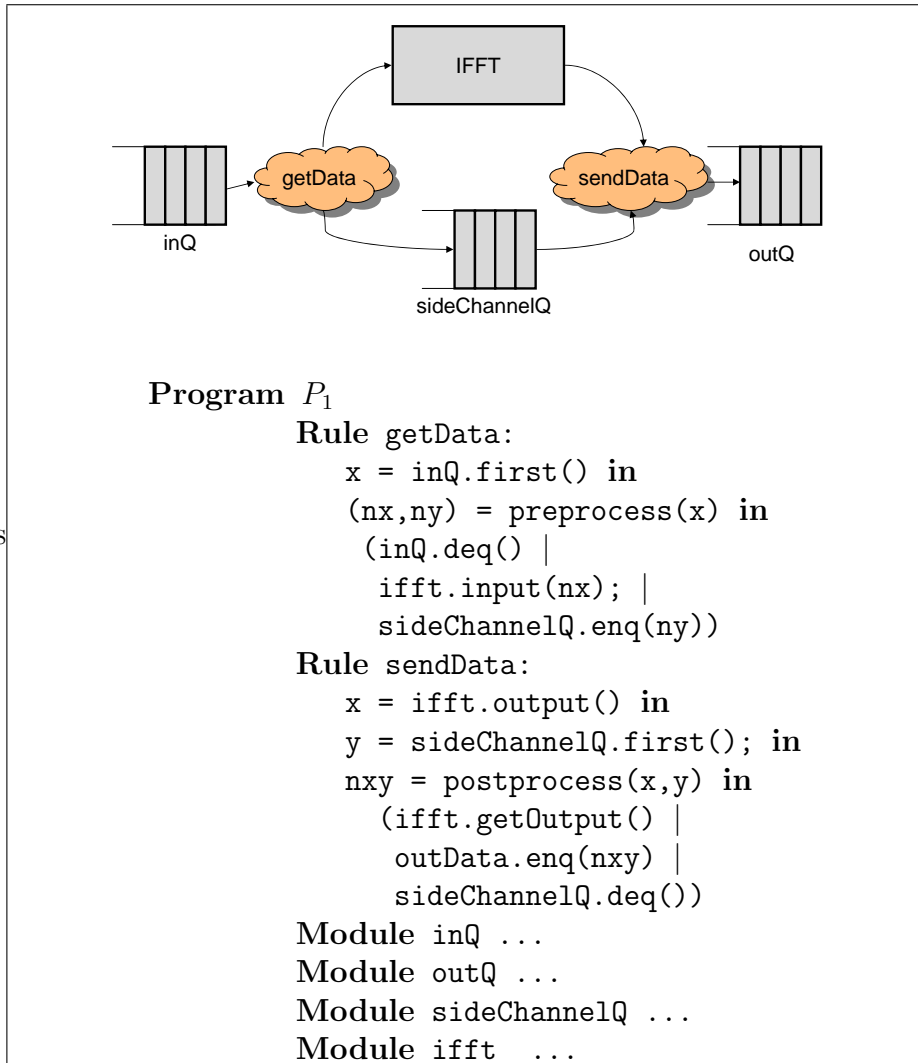 IFFT
getData
sendData
inQ
outQ
sideChannelQ
Program P1
Rule getData:
x = inQ.first() in
(nx,ny) = preprocess(x) in
(inQ.deq() |
ifft.input(nx); |
sideChannelQ.enq(ny))
Rule sendData:
x = ifft.output() in
y = sideChannelQ.first(); in
nxy = postprocess(x,y) in
(ifft.getOutput() |
outData.enq(nxy) |
sideChannelQ.deq())
Module inQ ...
Module outQ ...
Module sideChannelQ ...
Module ifft ...
s